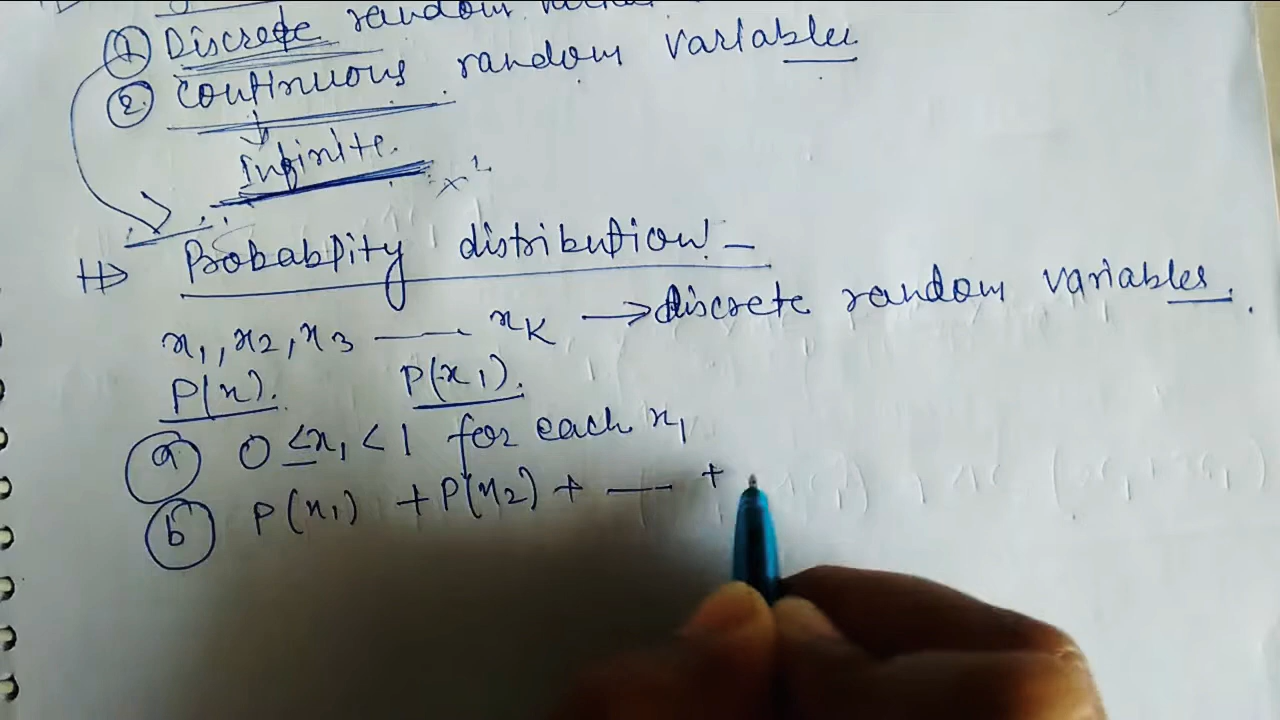 ① Discrete random
② continuous random variables
↓
Infinite.
x²
⇒ Probability distribution! –
x₁, x₂, x₃ —— xₖ → discrete random variables.
P(x). P(x₁).
ⓐ 0 ≤ x₁ < 1 for each x₁
ⓑ P(x₁) + P(x₂) + — +